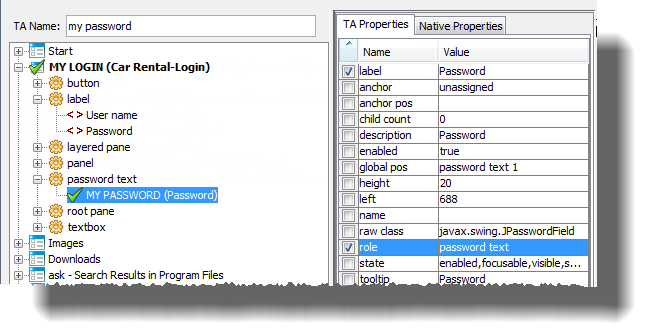 TA Name: my password
Start
MY LOGIN (Car Rental-Login)
button
label
< > User name
< > Password
layered pane
panel
password text
MY PASSWORD (Password)
root pane
textbox
Images
Downloads
ask - Search Results in Program Files
TA Properties Native Properties
Name Value
label Password
anchor unassigned
anchor pos
child count 0
description Password
enabled true
global pos password text 1
height 20
left 688
name
raw class javax.swing.JPasswordField
role password text
state enabled,focusable,visible,s...
tooltip Password